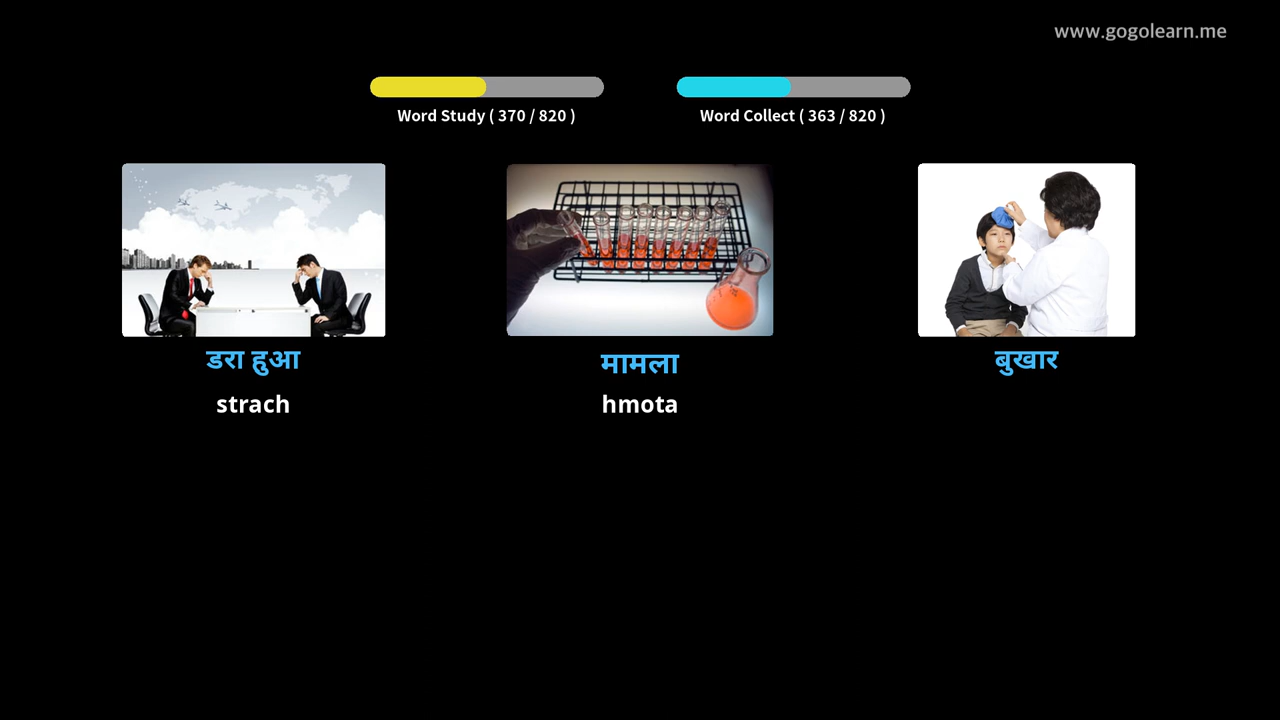 www.gogolearn.me
Word Study ( 370 / 820 )
Word Collect ( 363 / 820 )
डरा हुआ
मामला
बुखार
strach
hmota